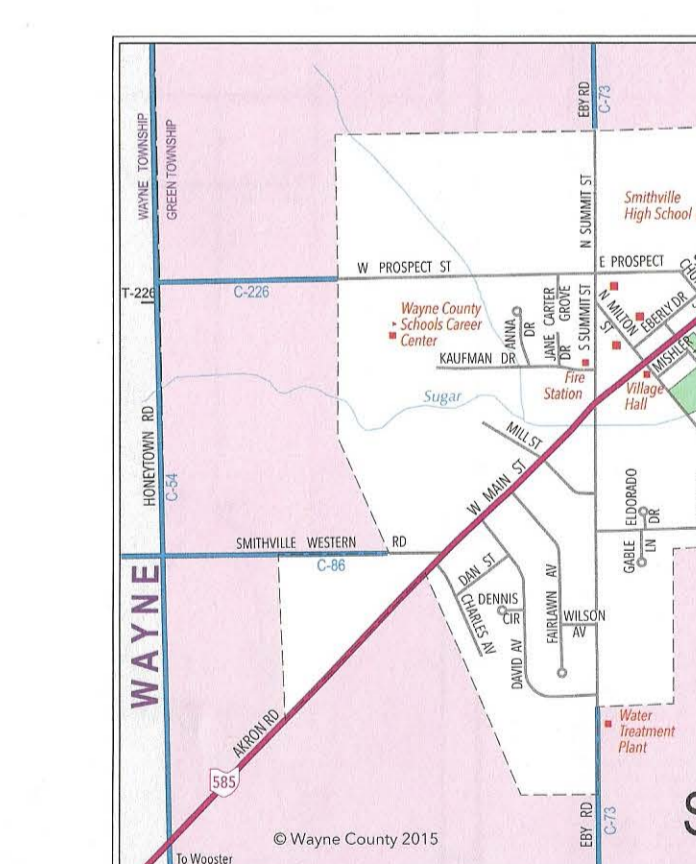 WAYNE TOWNSHIP
GREEN TOWNSHIP
EBY RD
C-73
N SUMMIT ST
Smithville
High School
W PROSPECT ST
E PROSPECT
T-226
C-226
Wayne County
Schools Career
Center
ANNA
DR
JANE CARTER
GROVE
DR
S SUMMIT ST
N MILTON
ST
EBERLY DR
MISHLER
KAUFMAN DR
Fire
Station
Village
Hall
Sugar
HONEYTOWN RD
C-54
MILL ST
W MAIN ST
ELDORADO
DR
GABLE
LN
SMITHVILLE WESTERN RD
C-86
WAYNE
DAN ST
CHARLES AV
DENNIS
CIR
DAVID AV
FAIRLAWN AV
WILSON
AV
AKRON RD
585
Water
Treatment
Plant
EBY RD
C-73
© Wayne County 2015
To Wooster